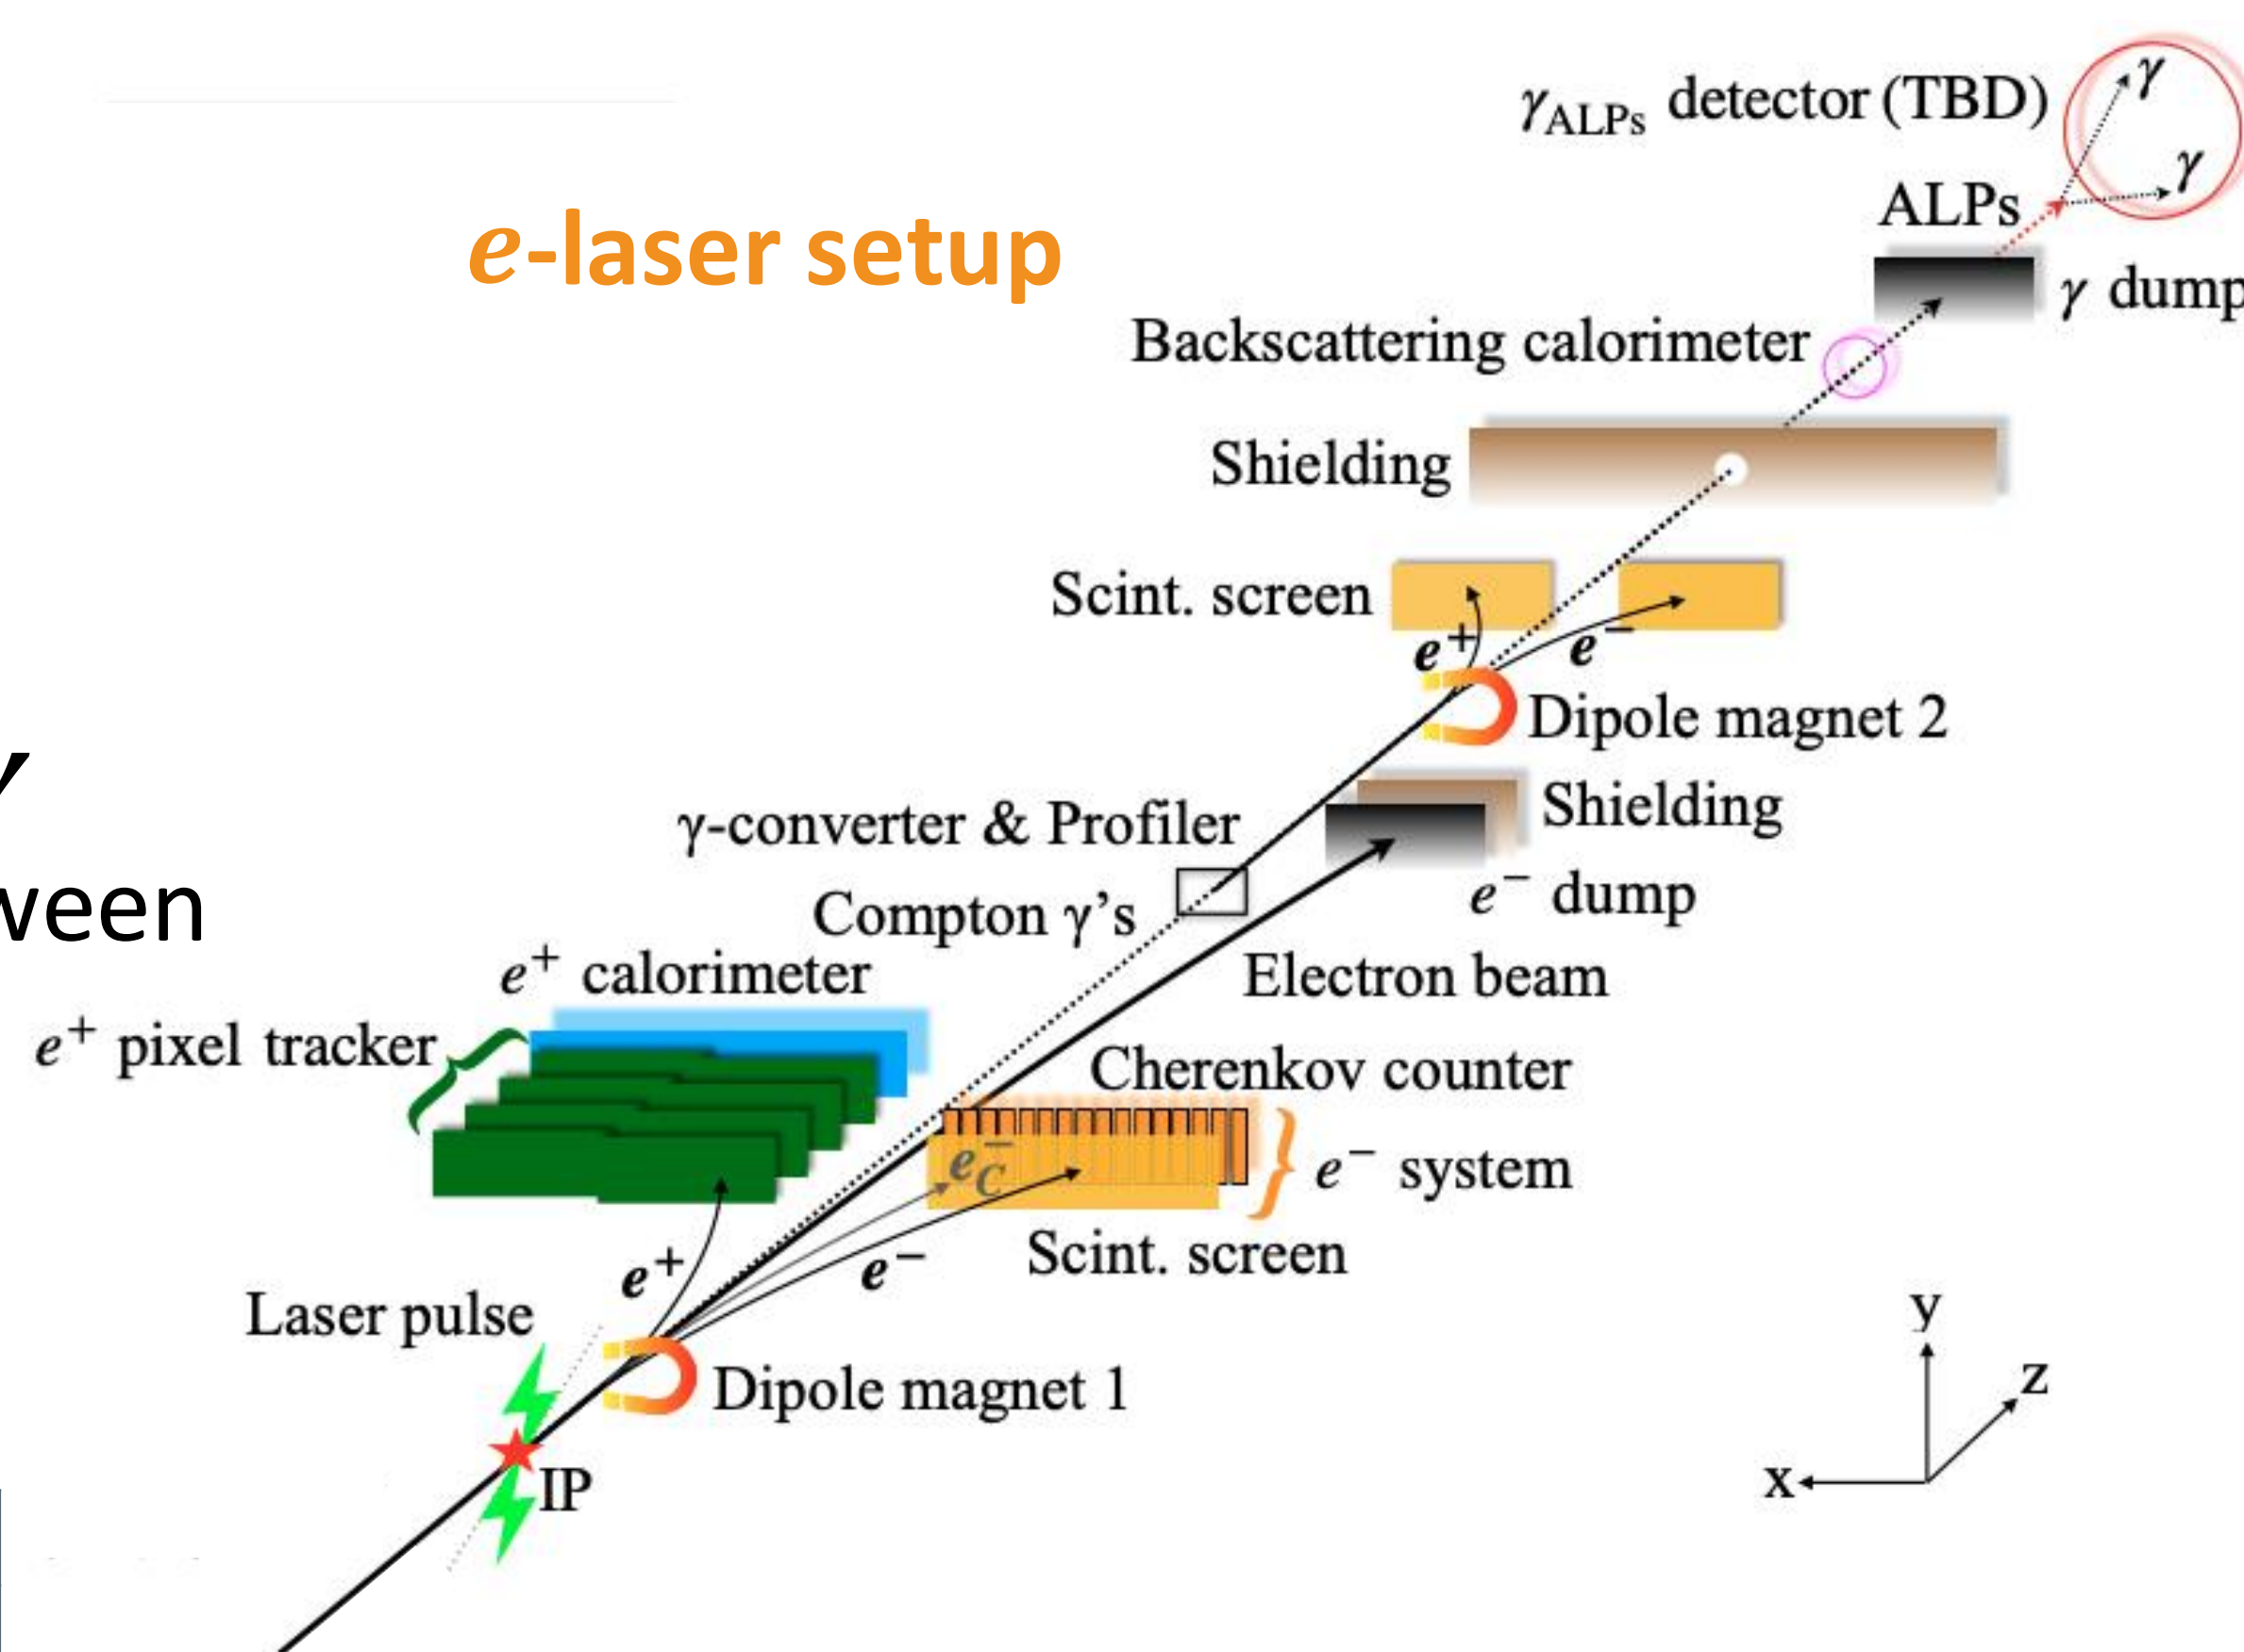 γ_ALPs detector (TBD)
γ
γ
ALPs
e-laser setup
γ dump
Backscattering calorimeter
Shielding
Scint. screen
e⁺
e⁻
Dipole magnet 2
Shielding
γ-converter & Profiler
e⁻ dump
Compton γ's
e⁺ calorimeter
Electron beam
e⁺ pixel tracker
Cherenkov counter
e⁻_C
e⁻ system
Scint. screen
e⁺
e⁻
Laser pulse
Dipole magnet 1
IP
y
z
x